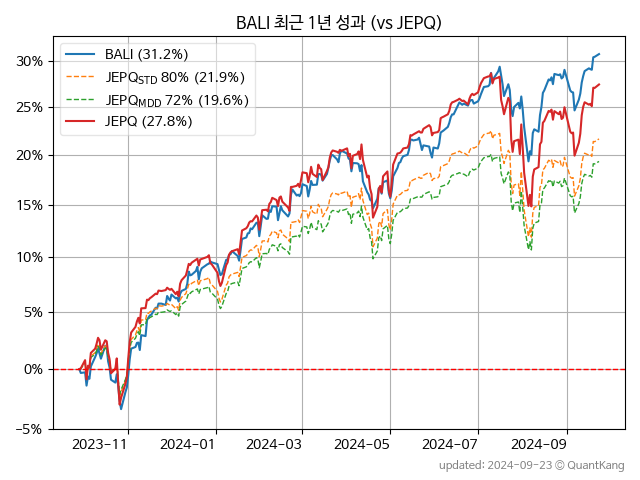 BALI 최근 1년 성과 (vs JEPQ)
BALI (31.2%)
JEPQSTD 80% (21.9%)
JEPQMDD 72% (19.6%)
JEPQ (27.8%)
30%
25%
20%
15%
10%
5%
0%
−5%
2023−11
2024−01
2024−03
2024−05
2024−07
2024−09
updated: 2024−09−23 © QuantKang